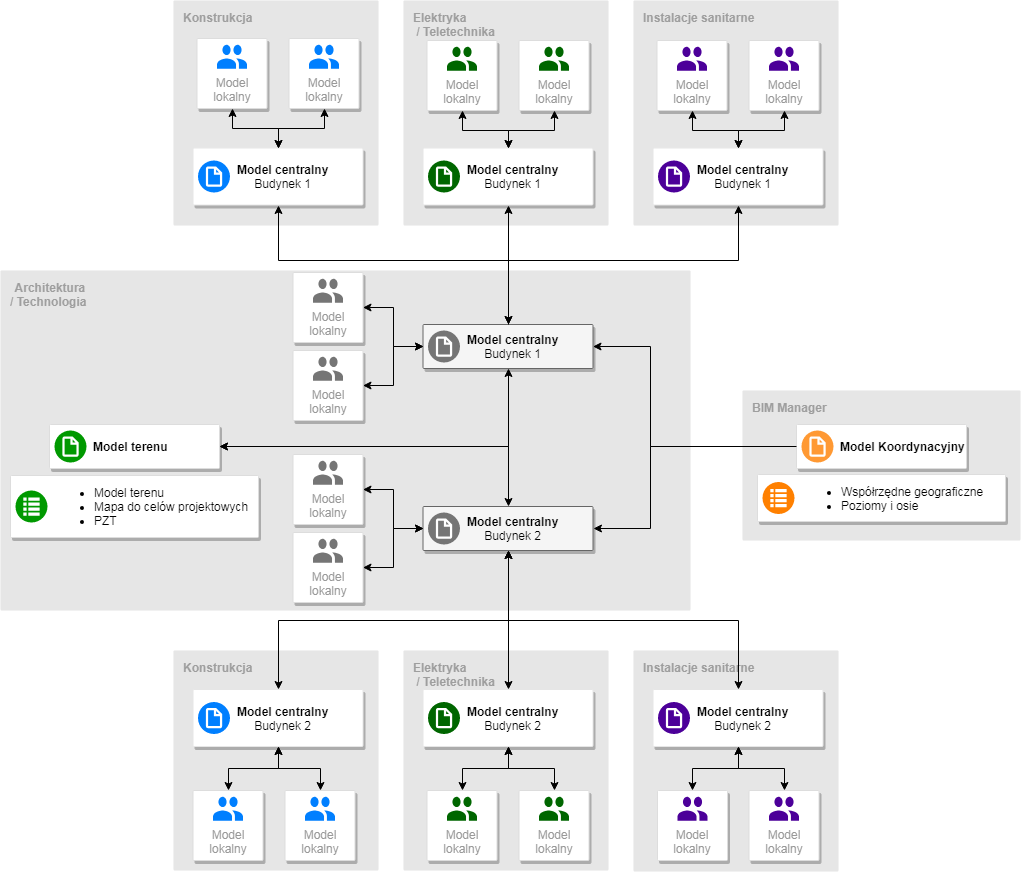 Konstrukcja
Model
lokalny
Model
lokalny
Model centralny
Budynek 1
Elektryka
/ Teletechnika
Model
lokalny
Model
lokalny
Model centralny
Budynek 1
Instalacje sanitarne
Model
lokalny
Model
lokalny
Model centralny
Budynek 1
Architektura
/ Technologia
Model
lokalny
Model
lokalny
Model centralny
Budynek 1
Model terenu
• Model terenu
• Mapa do celów projektowych
• PZT
Model
lokalny
Model
lokalny
Model centralny
Budynek 2
BIM Manager
Model Koordynacyjny
• Współrzędne geograficzne
• Poziomy i osie
Konstrukcja
Model centralny
Budynek 2
Model
lokalny
Model
lokalny
Elektryka
/ Teletechnika
Model centralny
Budynek 2
Model
lokalny
Model
lokalny
Instalacje sanitarne
Model centralny
Budynek 2
Model
lokalny
Model
lokalny